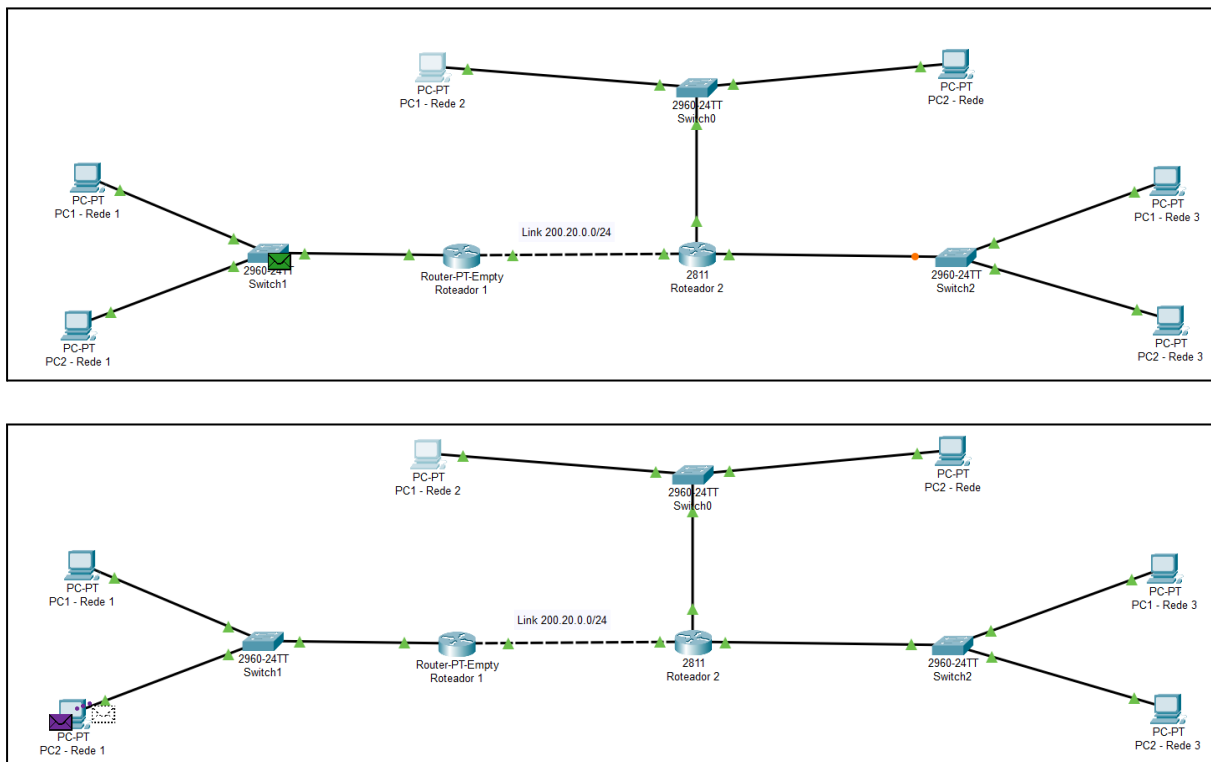 PC-PT
PC1 - Rede 2
2960-24TT
Switch0
PC-PT
PC2 - Rede
PC-PT
PC1 - Rede 1
PC-PT
PC1 - Rede 3
Link 200.20.0.0/24
2960-24TT
Switch1
Router-PT-Empty
Roteador 1
2811
Roteador 2
2960-24TT
Switch2
PC-PT
PC2 - Rede 1
PC-PT
PC2 - Rede 3
PC-PT
PC1 - Rede 2
2960-24TT
Switch0
PC-PT
PC2 - Rede
PC-PT
PC1 - Rede 1
PC-PT
PC1 - Rede 3
Link 200.20.0.0/24
2960-24TT
Switch1
Router-PT-Empty
Roteador 1
2811
Roteador 2
2960-24TT
Switch2
PC-PT
PC2 - Rede 1
PC-PT
PC2 - Rede 3